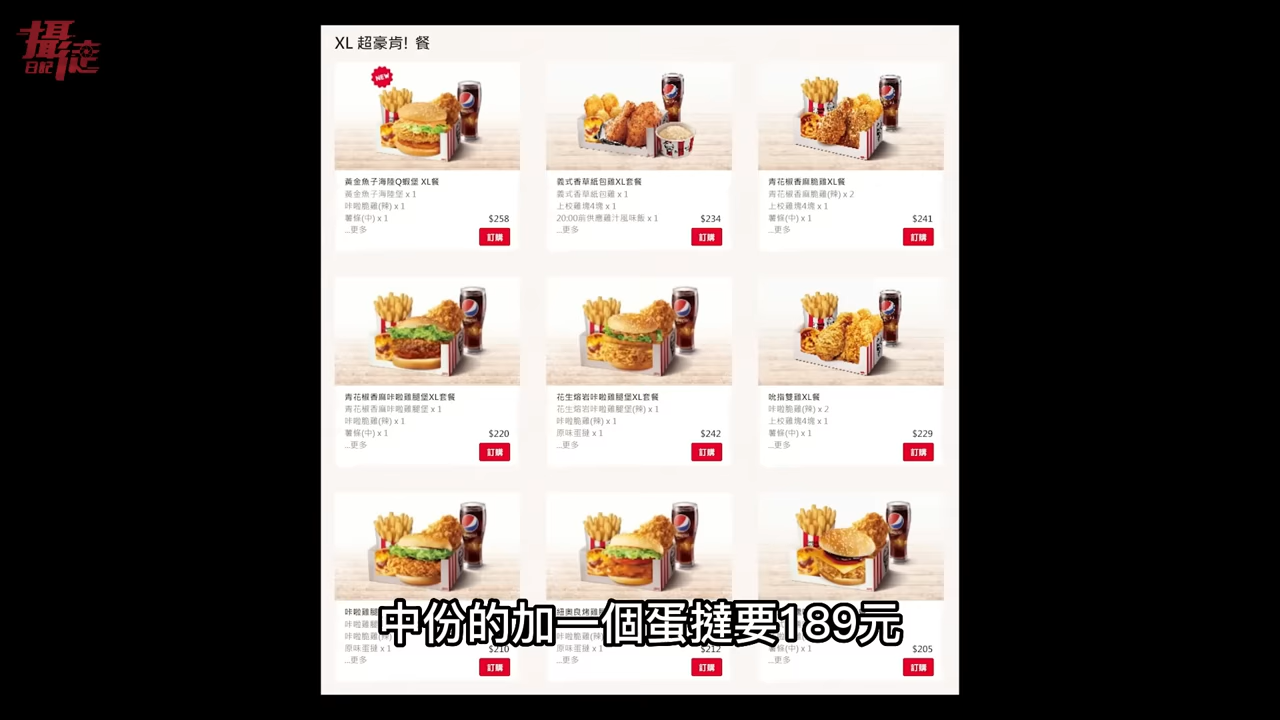 攝徒
日記
XL 超豪肯! 餐
NEW
黃金魚子海陸Q蝦堡 XL餐
黃金魚子海陸堡 x 1
咔啦脆雞(辣) x 1
薯條(中) x 1
...更多
$258
訂購
義式香草紙包雞XL套餐
義式香草紙包雞 x 1
上校雞塊4塊 x 1
20:00前供應雞汁風味飯 x 1
...更多
$234
訂購
青花椒香麻脆雞XL餐
青花椒香麻脆雞(辣) x 2
上校雞塊4塊 x 1
薯條(中) x 1
...更多
$241
訂購
青花椒香麻咔啦雞腿堡XL套餐
青花椒香麻咔啦雞腿堡 x 1
咔啦脆雞(辣) x 1
薯條(中) x 1
...更多
$220
訂購
花生熔岩咔啦雞腿堡XL套餐
花生熔岩咔啦雞腿堡(辣) x 1
咔啦脆雞(辣) x 1
原味蛋撻 x 1
...更多
$242
訂購
吮指雙雞XL餐
咔啦脆雞(辣) x 2
上校雞塊4塊 x 1
薯條(中) x 1
...更多
$229
訂購
咔啦雞腿
咔啦雞
咔啦脆雞(辣)
原味蛋撻 x 1
...更多
$210
訂購
紐奧良烤雞
x 1
...更多
$212
訂購
薯條(中) x 1
...更多
$205
訂購
中份的加一個蛋撻要189元